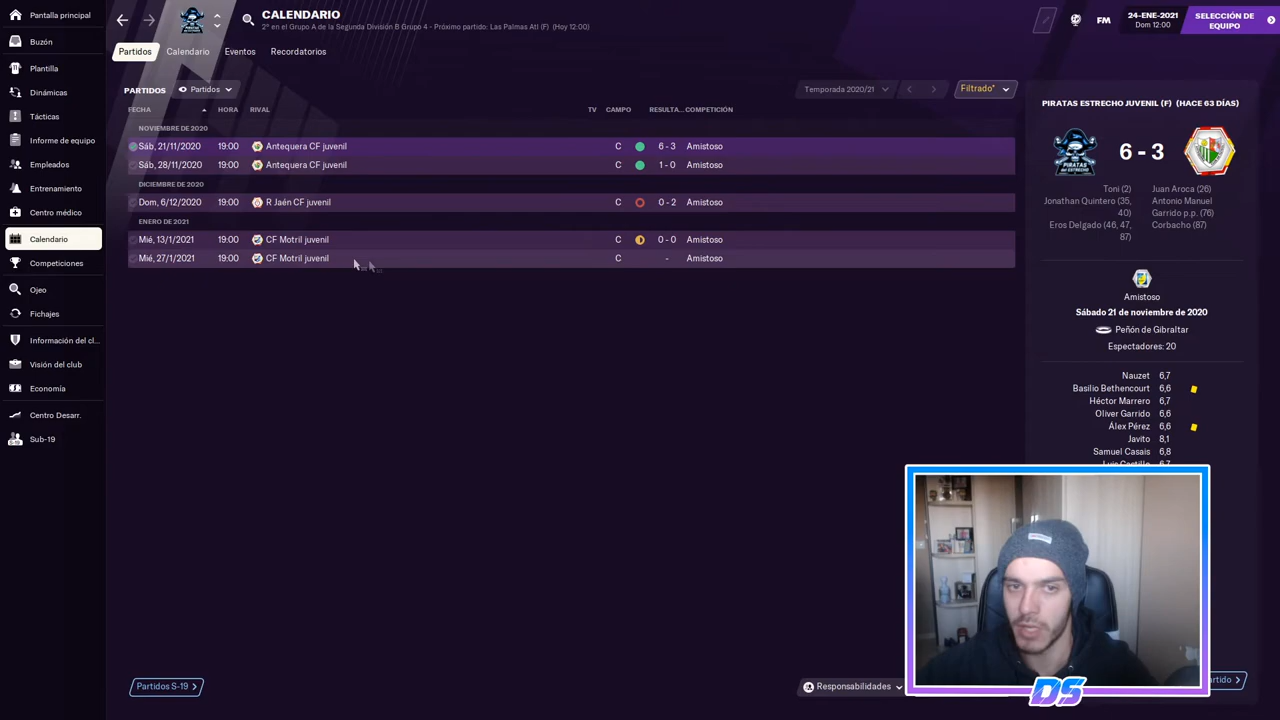 Pantalla principal
Buzón
Plantilla
Dinámicas
Tácticas
Informe de equipo
Empleados
Entrenamiento
Centro médico
Calendario
Competiciones
Ojeo
Fichajes
Información del cl...
Visión del club
Economía
Centro Desarr.
Sub-19
CALENDARIO
2º en el Grupo A de la Segunda División B Grupo 4 - Próximo partido: Las Palmas Atl (F) (Hoy 12:00)
FM
24-ENE-2021
Dom 12:00
SELECCIÓN DE
EQUIPO
Partidos Calendario Eventos Recordatorios
PARTIDOS Partidos Temporada 2020/21 Filtrado*
FECHA HORA RIVAL TV CAMPO RESULTA... COMPETICIÓN
NOVIEMBRE DE 2020
Sáb, 21/11/2020 19:00 Antequera CF juvenil C 6 - 3 Amistoso
Sáb, 28/11/2020 19:00 Antequera CF juvenil C 1 - 0 Amistoso
DICIEMBRE DE 2020
Dom, 6/12/2020 19:00 R Jaén CF juvenil C 0 - 2 Amistoso
ENERO DE 2021
Mié, 13/1/2021 19:00 CF Motril juvenil C 0 - 0 Amistoso
Mié, 27/1/2021 19:00 CF Motril juvenil C - Amistoso
PIRATAS ESTRECHO JUVENIL (F) (HACE 63 DÍAS)
PIRATAS
6 - 3
Toni (2) Juan Aroca (26)
Jonathan Quintero (35, Antonio Manuel
40) Garrido p.p. (76)
Eros Delgado (46, 47, Corbacho (87)
87)
Amistoso
Sábado 21 de noviembre de 2020
Peñón de Gibraltar
Espectadores: 20
Nauzet 6,7
Basilio Bethencourt 6,6
Héctor Marrero 6,7
Oliver Garrido 6,6
Álex Pérez 6,6
Javito 8,1
Samuel Casais 6,8
Luis Castillo 6,7
Partidos S-19
Responsabilidades
DS